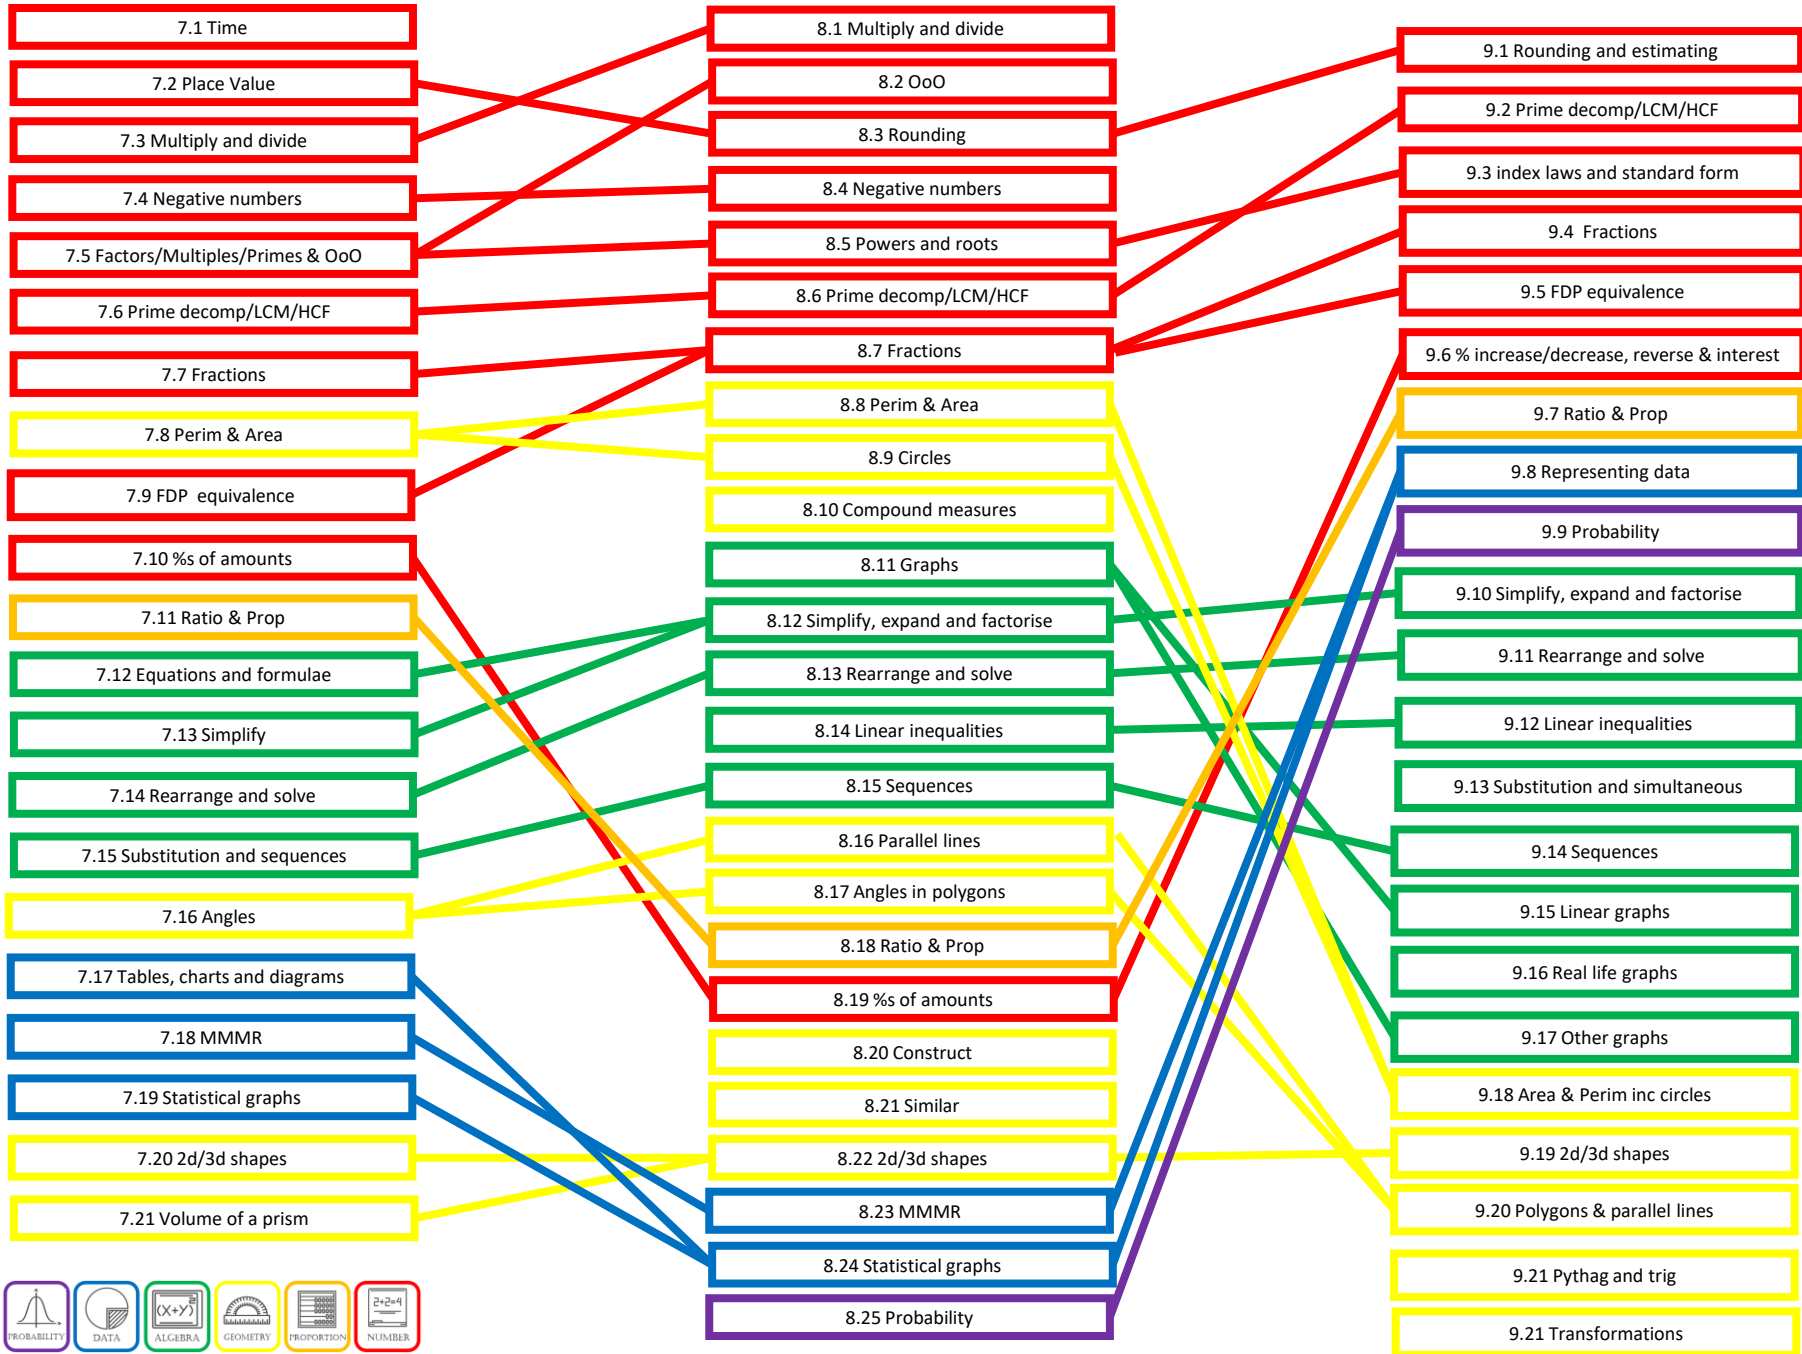 7.1 Time
7.2 Place Value
7.3 Multiply and divide
7.4 Negative numbers
7.5 Factors/Multiples/Primes & OoO
7.6 Prime decomp/LCM/HCF
7.7 Fractions
7.8 Perim & Area
7.9 FDP equivalence
7.10 %s of amounts
7.11 Ratio & Prop
7.12 Equations and formulae
7.13 Simplify
7.14 Rearrange and solve
7.15 Substitution and sequences
7.16 Angles
7.17 Tables, charts and diagrams
7.18 MMMR
7.19 Statistical graphs
7.20 2d/3d shapes
7.21 Volume of a prism
8.1 Multiply and divide
8.2 OoO
8.3 Rounding
8.4 Negative numbers
8.5 Powers and roots
8.6 Prime decomp/LCM/HCF
8.7 Fractions
8.8 Perim & Area
8.9 Circles
8.10 Compound measures
8.11 Graphs
8.12 Simplify, expand and factorise
8.13 Rearrange and solve
8.14 Linear inequalities
8.15 Sequences
8.16 Parallel lines
8.17 Angles in polygons
8.18 Ratio & Prop
8.19 %s of amounts
8.20 Construct
8.21 Similar
8.22 2d/3d shapes
8.23 MMMR
8.24 Statistical graphs
8.25 Probability
9.1 Rounding and estimating
9.2 Prime decomp/LCM/HCF
9.3 index laws and standard form
9.4 Fractions
9.5 FDP equivalence
9.6 % increase/decrease, reverse & interest
9.7 Ratio & Prop
9.8 Representing data
9.9 Probability
9.10 Simplify, expand and factorise
9.11 Rearrange and solve
9.12 Linear inequalities
9.13 Substitution and simultaneous
9.14 Sequences
9.15 Linear graphs
9.16 Real life graphs
9.17 Other graphs
9.18 Area & Perim inc circles
9.19 2d/3d shapes
9.20 Polygons & parallel lines
9.21 Pythag and trig
9.21 Transformations
(X+Y)²
2+2=4
PROBABILITY
DATA
ALGEBRA
GEOMETRY
PROPORTION
NUMBER